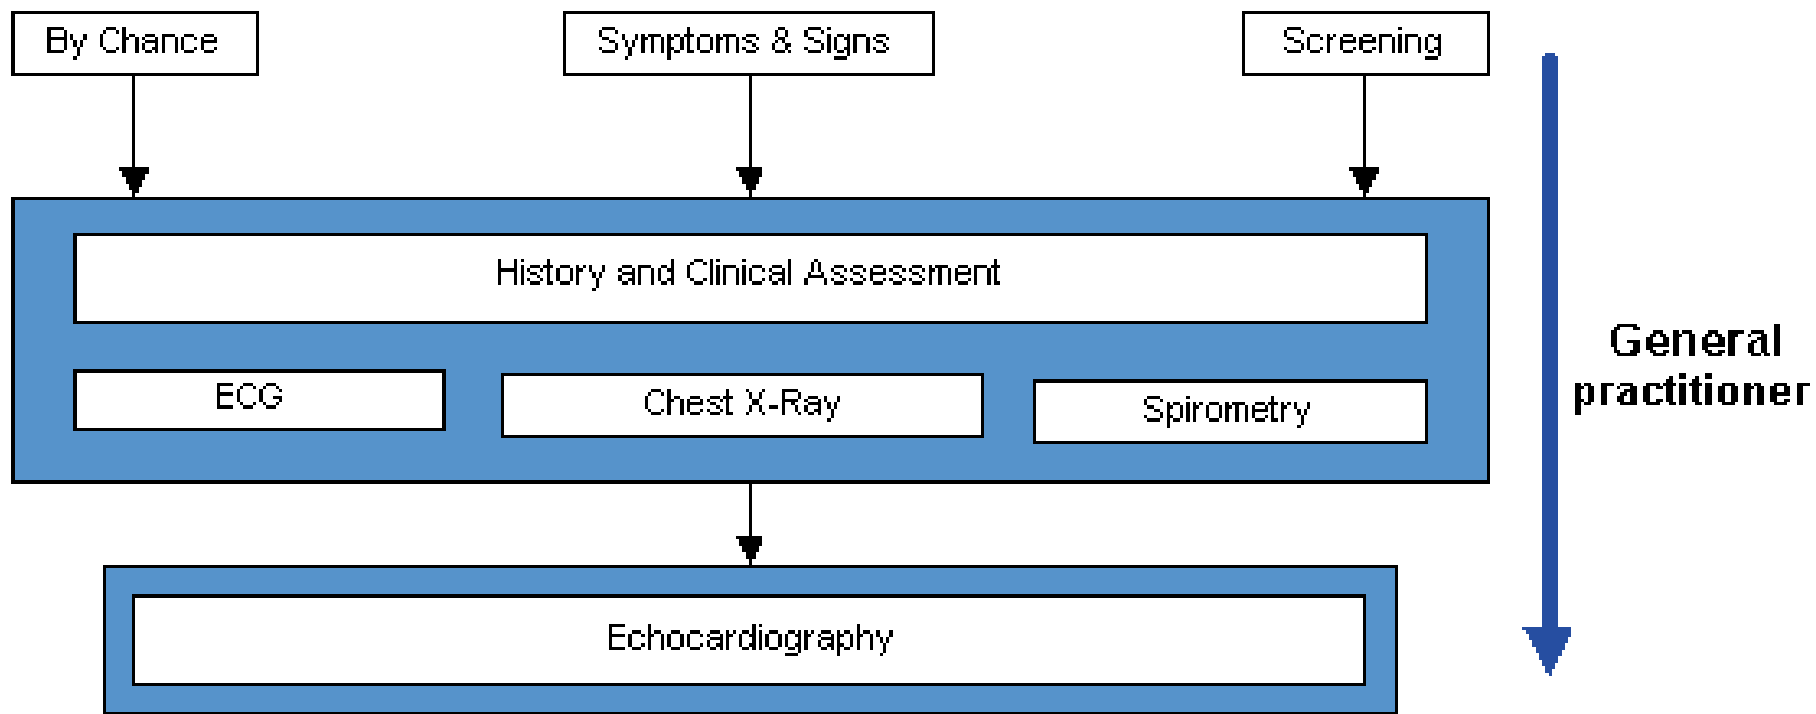 By Chance
Symptoms & Signs
Screening
History and Clinical Assessment
ECG
Chest X-Ray
Spirometry
Echocardiography
General
practitioner